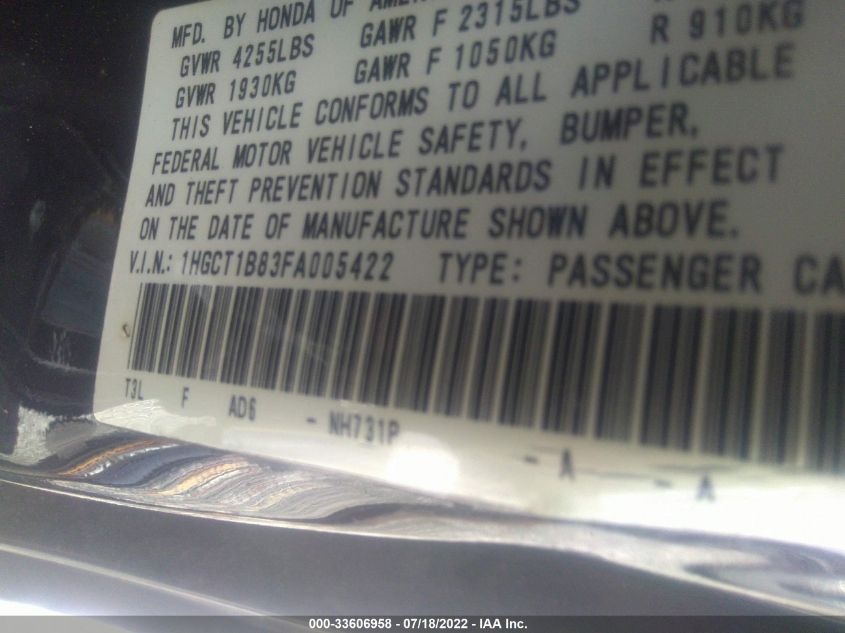 MFD. BY HONDA OF AMER
GVWR 4255LBS GAWR F 2315LBS
GVWR 1930KG GAWR F 1050KG R 910KG
THIS VEHICLE CONFORMS TO ALL APPLICABLE
FEDERAL MOTOR VEHICLE SAFETY, BUMPER,
AND THEFT PREVENTION STANDARDS IN EFFECT
ON THE DATE OF MANUFACTURE SHOWN ABOVE.
V.I.N.: 1HGCT1B83FA005422 TYPE: PASSENGER CA
T3L F AD6 - NH731P - A - A
000-33606958 - 07/18/2022 - IAA Inc.